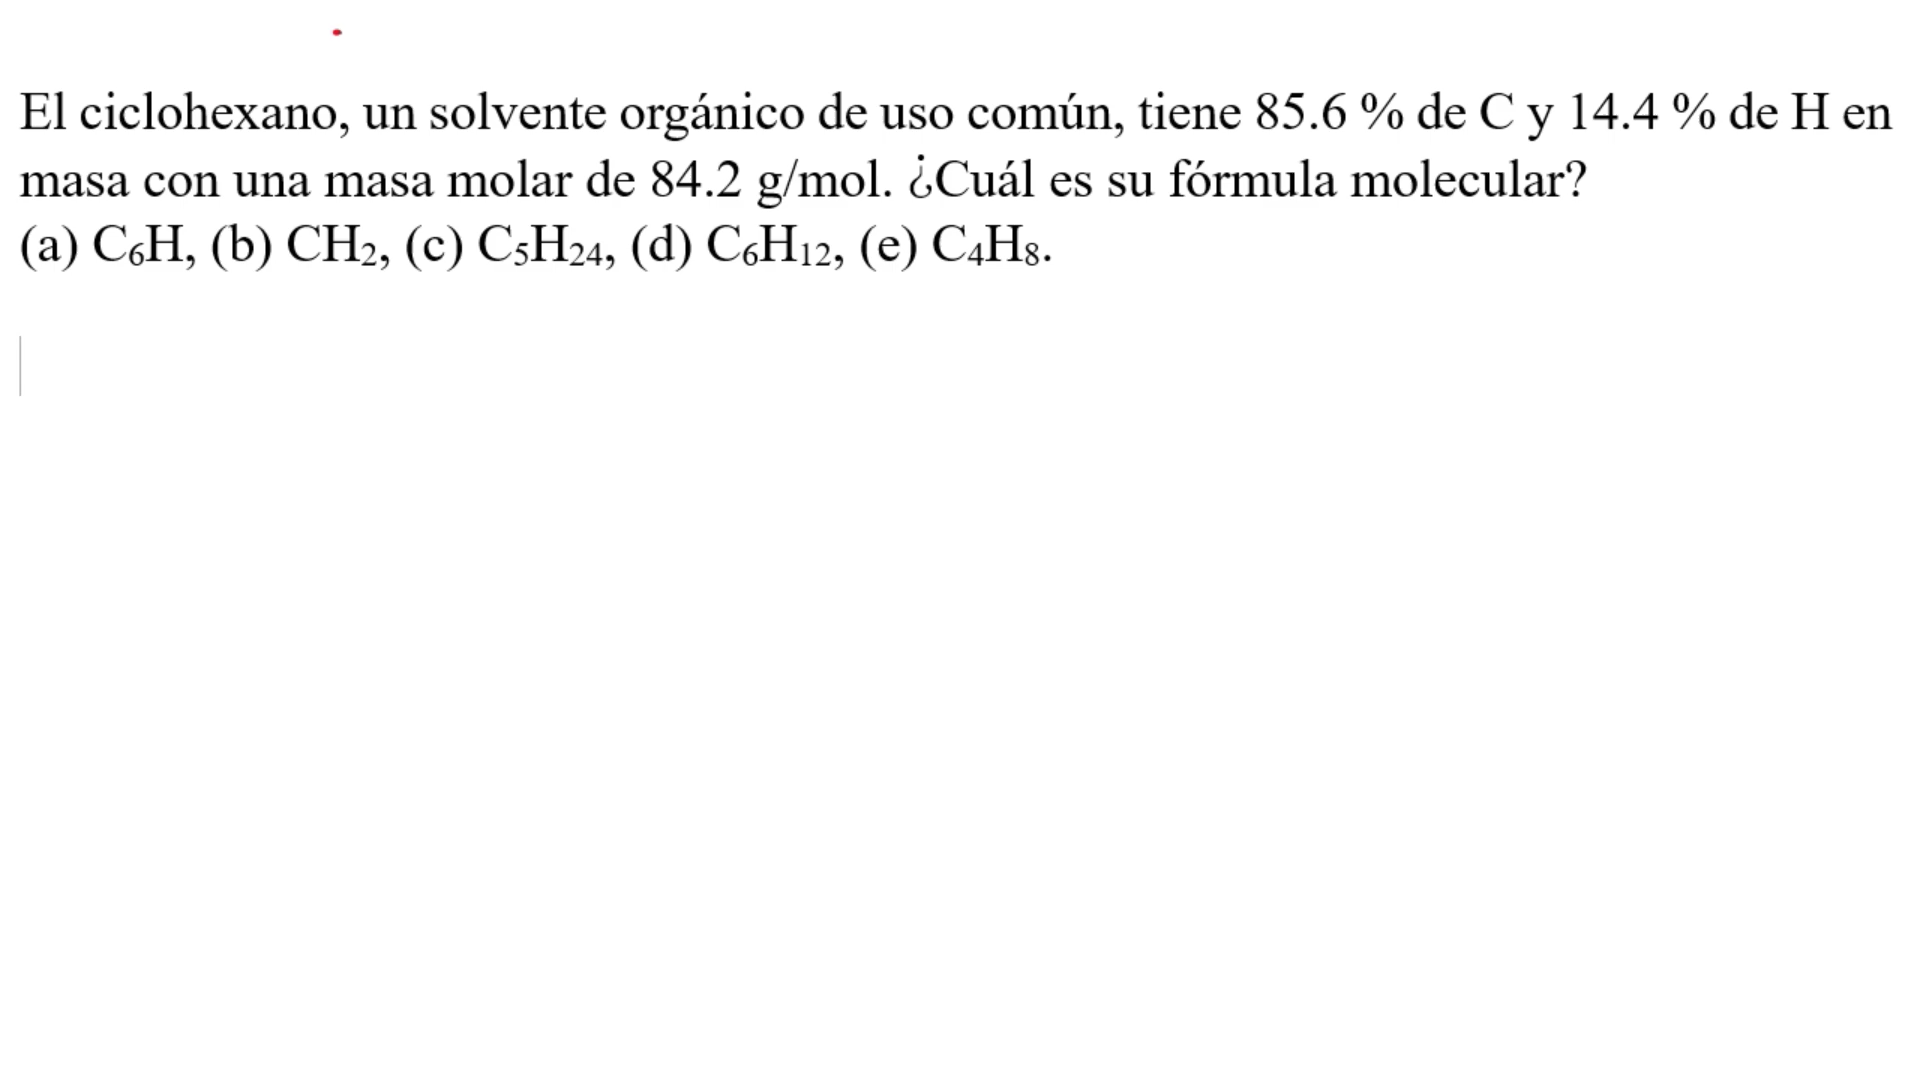 El ciclohexano, un solvente orgánico de uso común, tiene 85.6 % de C y 14.4 % de H en
masa con una masa molar de 84.2 g/mol. ¿Cuál es su fórmula molecular?
(a) C₆H, (b) CH₂, (c) C₅H₂₄, (d) C₆H₁₂, (e) C₄H₈.